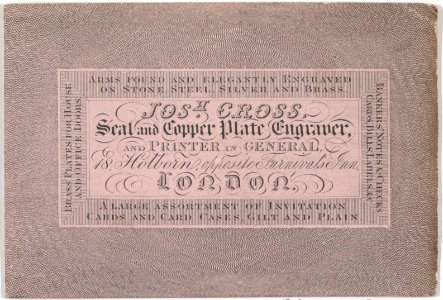 ARMS FOUND AND ELEGANTLY ENGRAVED
ON STONE, STEEL, SILVER AND BRASS.
BRASS PLATES FOR HOUSE
AND OFFICE DOORS.
JOSH. CROSS,
Seal and Copper Plate Engraver,
AND PRINTER IN GENERAL,
18, Holborn, opposite Furnivals Inn,
LONDON.
BANKERS NOTES & CHECKS
CARDS BILLS LABELS &c
A LARGE ASSORTMENT OF INVITATION
CARDS AND CARD CASES, GILT AND PLAIN.